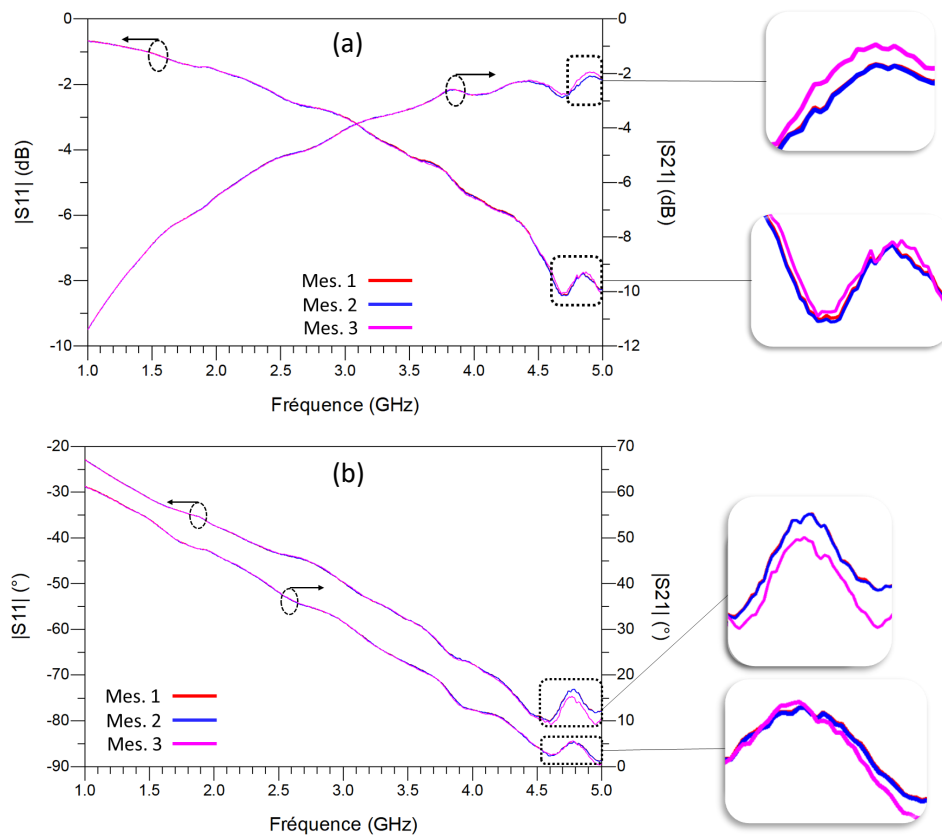 (a)
0
-2
-4
-6
-8
-10
|S11| (dB)
0
-2
-4
-6
-8
-10
-12
|S21| (dB)
Mes. 1
Mes. 2
Mes. 3
1.0 1.5 2.0 2.5 3.0 3.5 4.0 4.5 5.0
Fréquence (GHz)
(b)
-20
-30
-40
-50
-60
-70
-80
-90
|S11| (°)
70
60
50
40
30
20
10
0
|S21| (°)
Mes. 1
Mes. 2
Mes. 3
1.0 1.5 2.0 2.5 3.0 3.5 4.0 4.5 5.0
Fréquence (GHz)